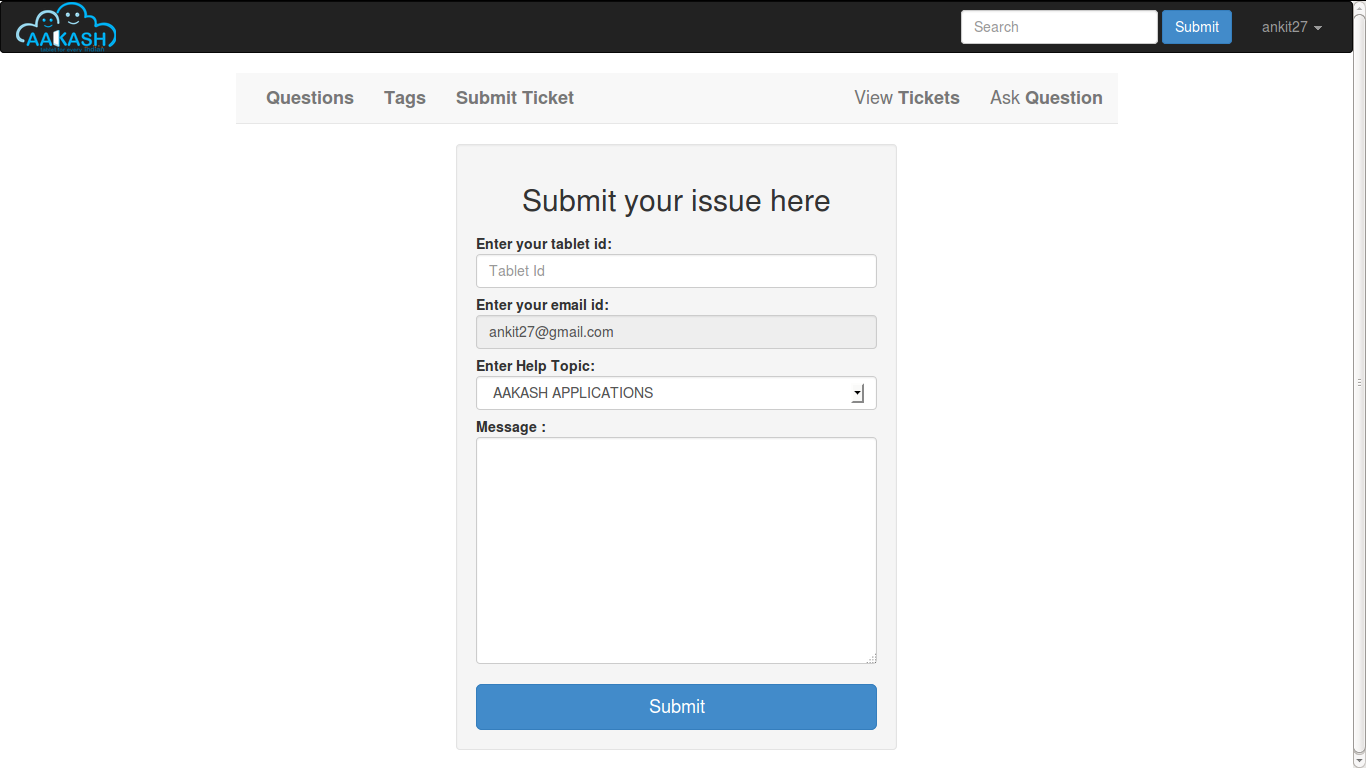 AAKASH
Search
Submit
ankit27
Questions
Tags
Submit Ticket
View Tickets
Ask Question
Submit your issue here
Enter your tablet id:
Tablet Id
Enter your email id:
ankit27@gmail.com
Enter Help Topic:
AAKASH APPLICATIONS
Message :
Submit